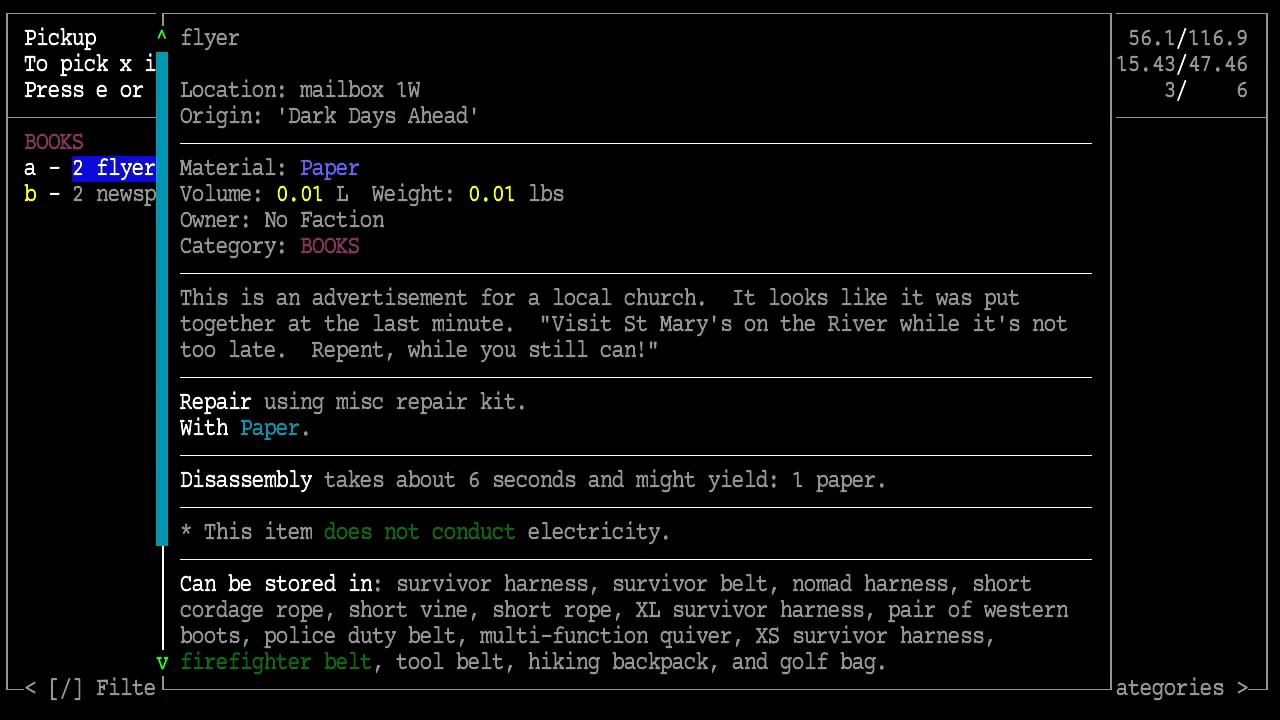 Pickup
To pick x i
Press e or
BOOKS
a - 2 flyer
b - 2 newsp
< [/] Filte
^ flyer
Location: mailbox 1W
Origin: 'Dark Days Ahead'
Material: Paper
Volume: 0.01 L  Weight: 0.01 lbs
Owner: No Faction
Category: BOOKS
This is an advertisement for a local church.  It looks like it was put
together at the last minute.  "Visit St Mary's on the River while it's not
too late.  Repent, while you still can!"
Repair using misc repair kit.
With Paper.
Disassembly takes about 6 seconds and might yield: 1 paper.
* This item does not conduct electricity.
Can be stored in: survivor harness, survivor belt, nomad harness, short
cordage rope, short vine, short rope, XL survivor harness, pair of western
boots, police duty belt, multi-function quiver, XS survivor harness,
v firefighter belt, tool belt, hiking backpack, and golf bag.
56.1/116.9
15.43/47.46
3/    6
ategories >